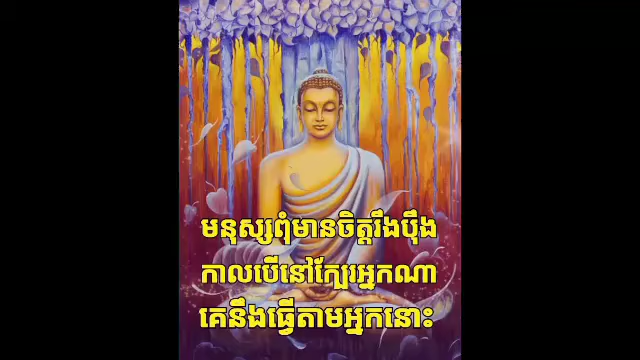 មនុស្សពុំមានចិត្តរឹងប៉ឹង
កាលបើនៅក្បែរអ្នកណា
គេនឹងធ្វើតាមអ្នកនោះ